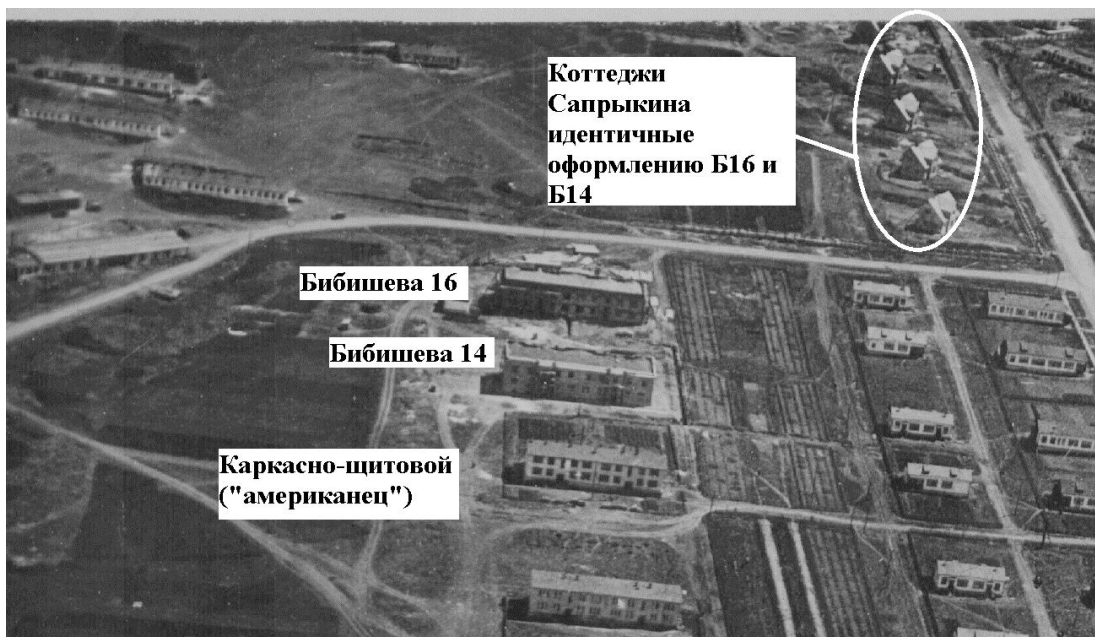 Коттеджи
Сапрыкина
идентичные
оформлению Б16 и
Б14
Бибишева 16
Бибишева 14
Каркасно-щитовой
("американец")